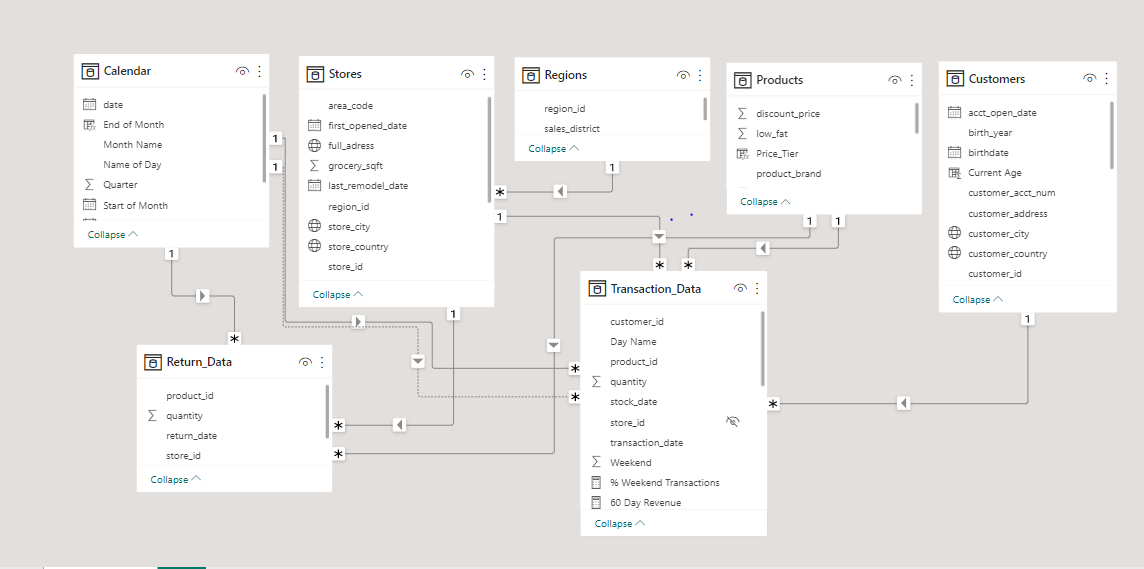 Calendar
date
End of Month
Month Name
Name of Day
Quarter
Start of Month
Collapse
Stores
area_code
first_opened_date
full_adress
grocery_sqft
last_remodel_date
region_id
store_city
store_country
store_id
Collapse
Regions
region_id
sales_district
Collapse
Products
discount_price
low_fat
Price_Tier
product_brand
Collapse
Customers
acct_open_date
birth_year
birthdate
Current Age
customer_acct_num
customer_address
customer_city
customer_country
customer_id
Collapse
1
1
1
1
*
1
1
1
1
1
*
*
*
*
*
*
*
*
Return_Data
product_id
quantity
return_date
store_id
Collapse
Transaction_Data
customer_id
Day Name
product_id
quantity
stock_date
store_id
transaction_date
Weekend
% Weekend Transactions
60 Day Revenue
Collapse